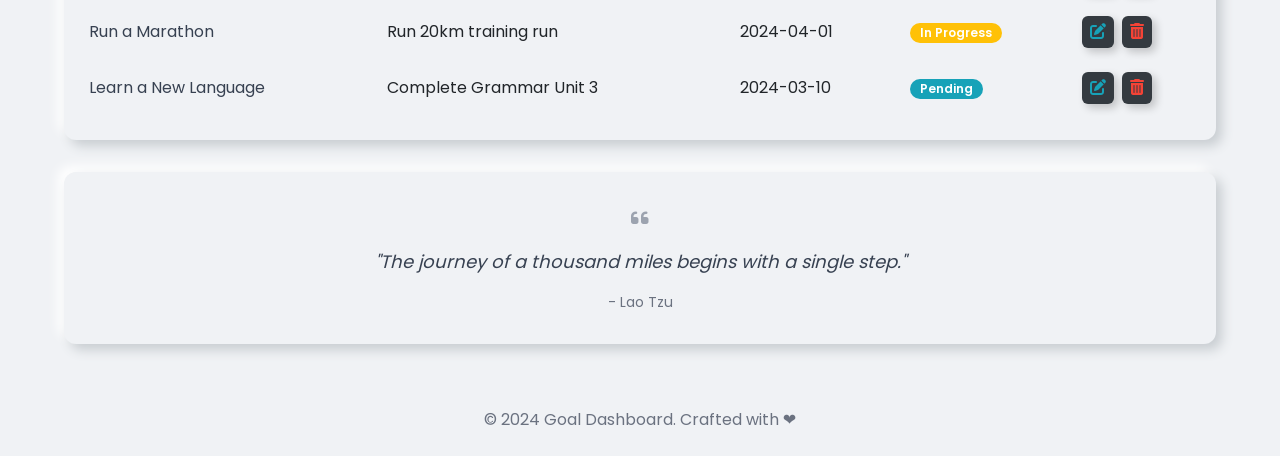 Run a Marathon Run 20km training run 2024-04-01 In Progress
Learn a New Language Complete Grammar Unit 3 2024-03-10 Pending
"The journey of a thousand miles begins with a single step."
- Lao Tzu
© 2024 Goal Dashboard. Crafted with ❤